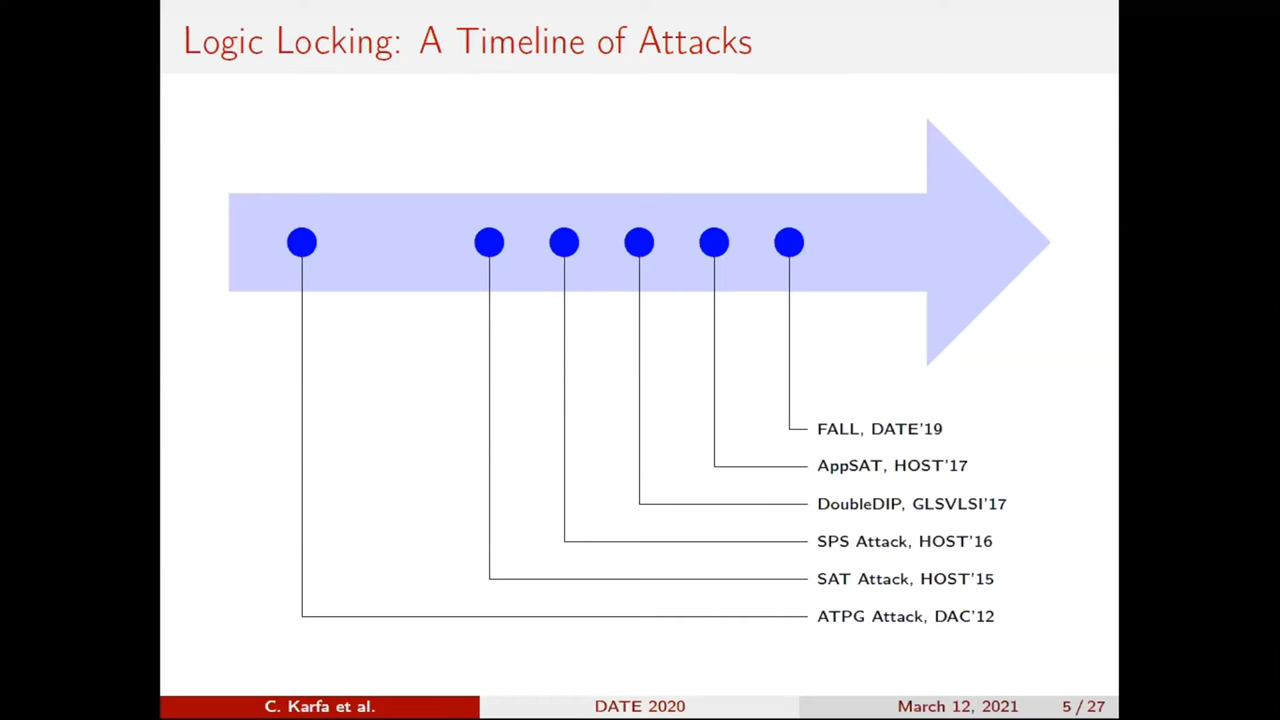 Logic Locking: A Timeline of Attacks
FALL, DATE'19
AppSAT, HOST'17
DoubleDIP, GLSVLSI'17
SPS Attack, HOST'16
SAT Attack, HOST'15
ATPG Attack, DAC'12
C. Karfa et al.
DATE 2020
March 12, 2021
5 / 27